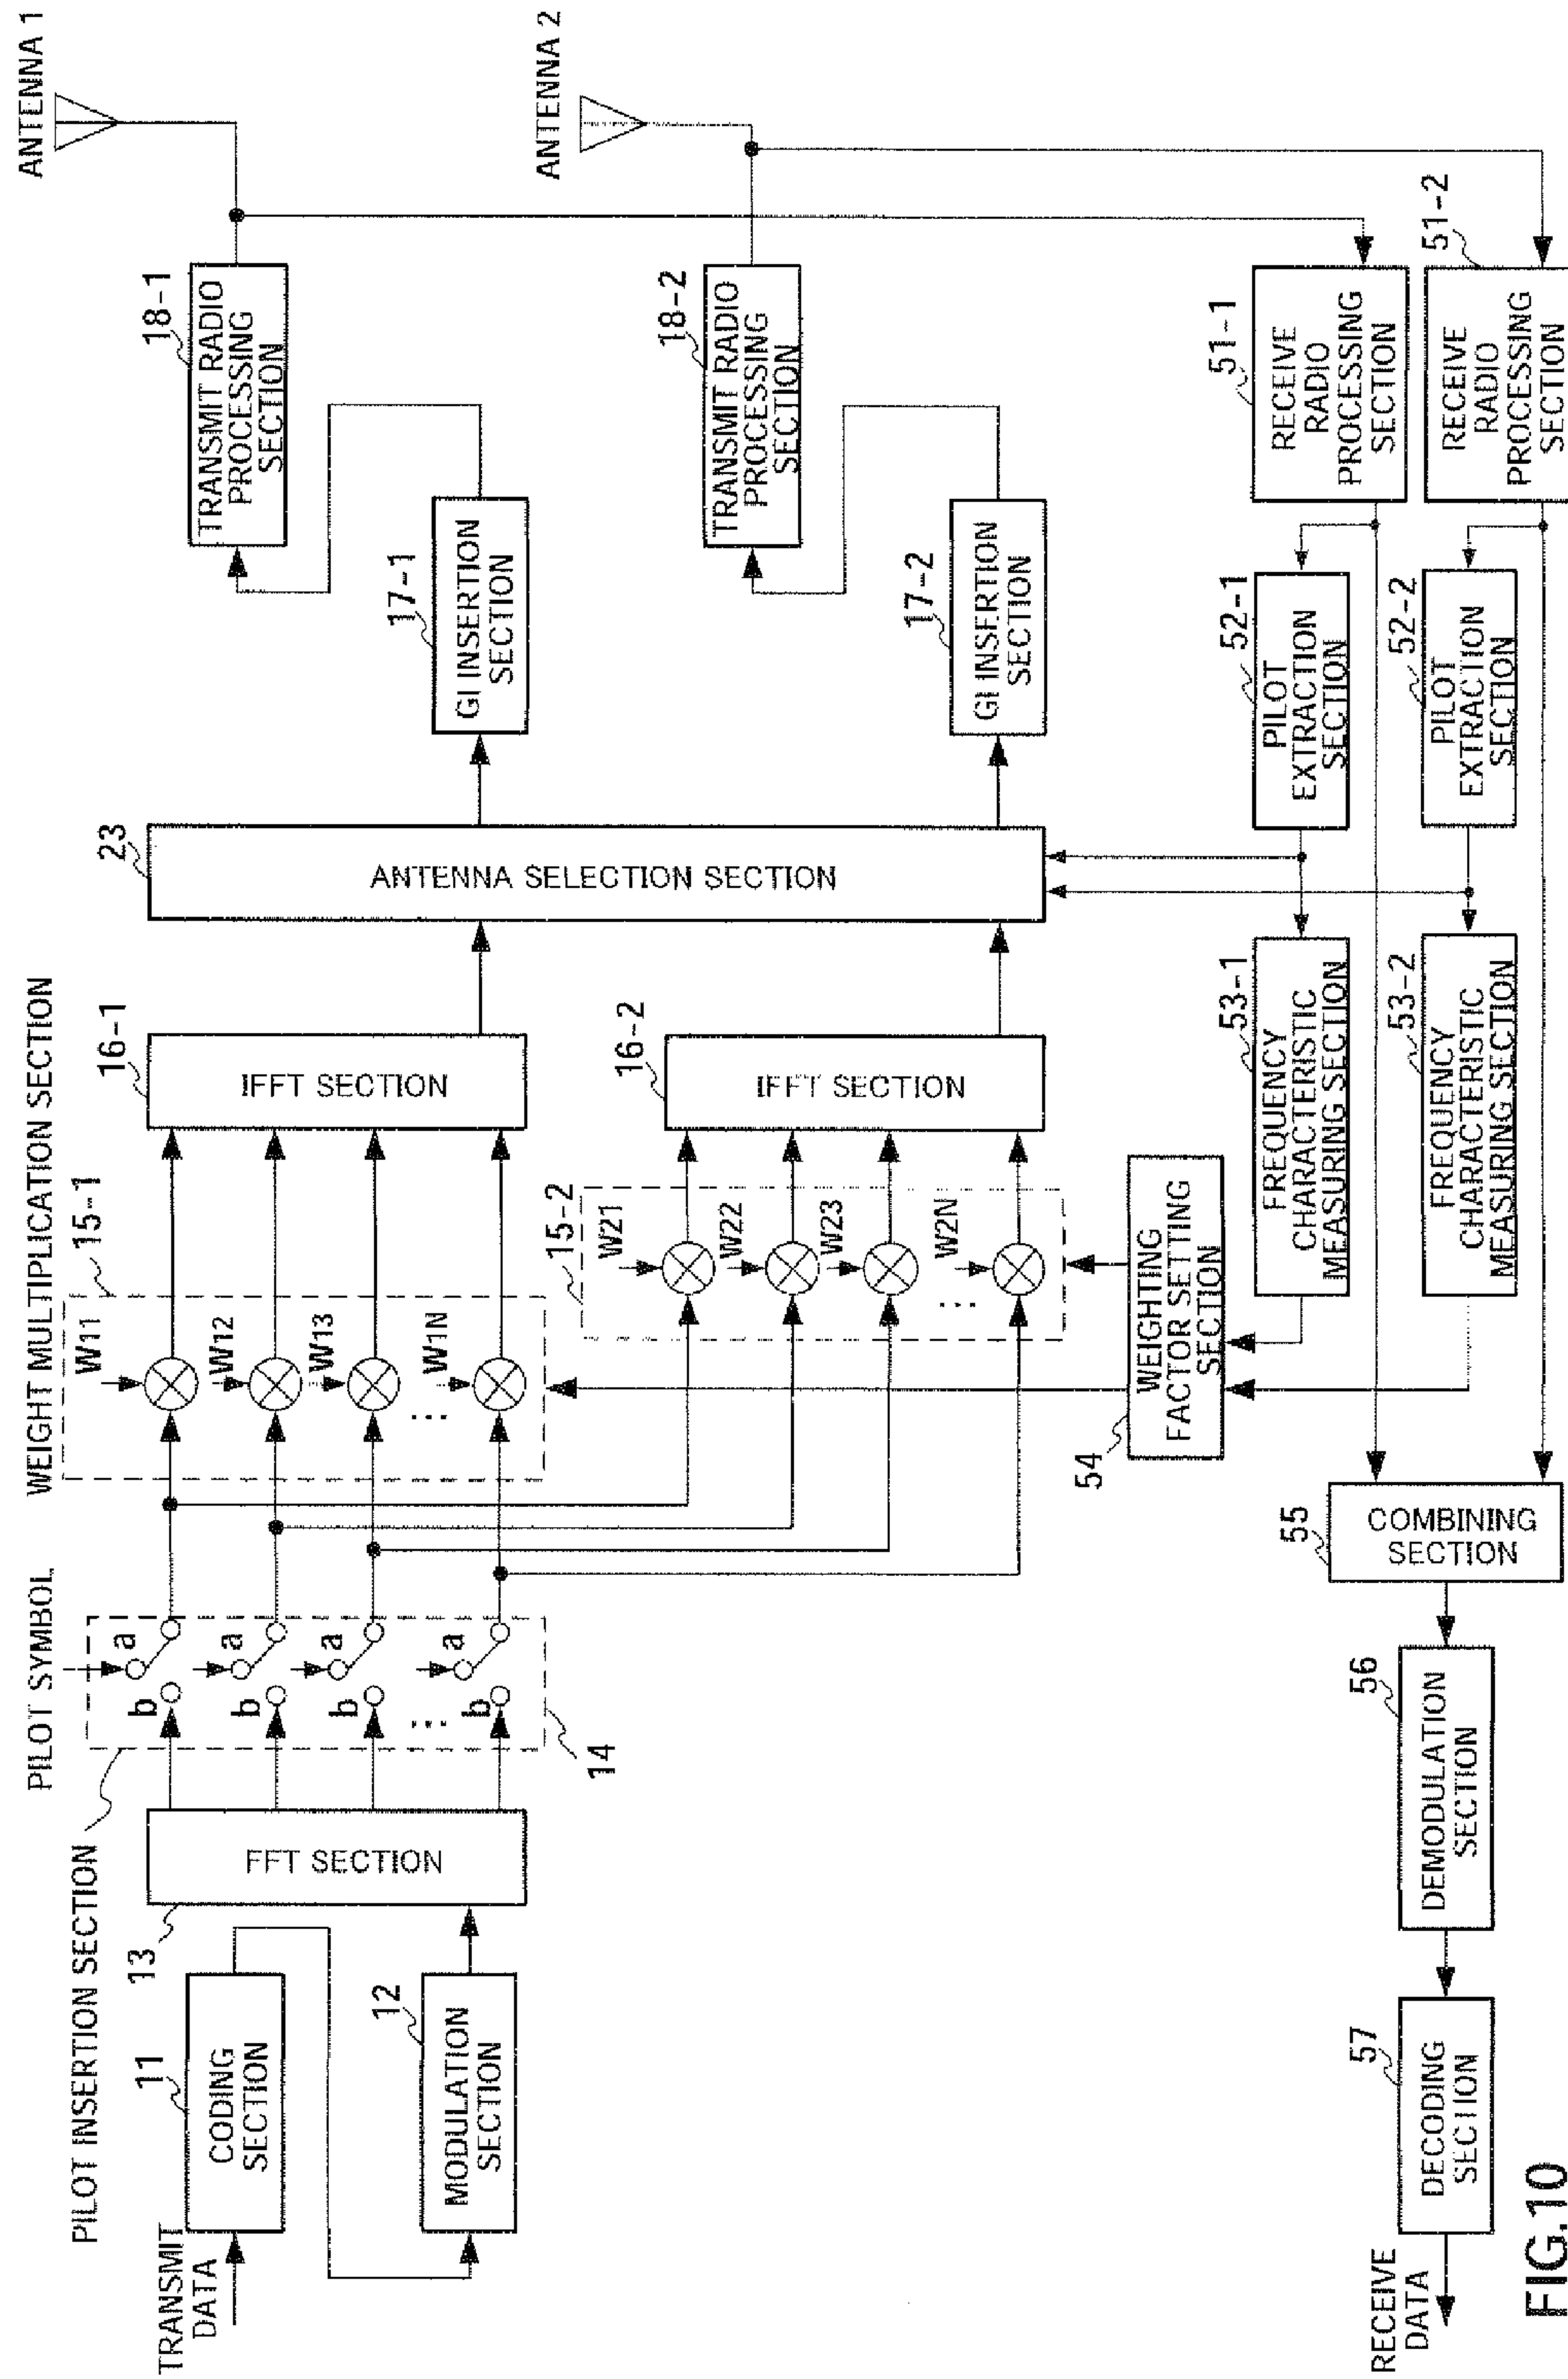 TRANSMIT
DATA
11
CODING
SECTION
12
MODULATION
SECTION
13
FFT SECTION
PILOT INSERTION SECTION
PILOT SYMBOL
a
b
a
b
a
b
...
a
b
14
WEIGHT MULTIPLICATION SECTION
15-1
W11
W12
W13
...
W1N
15-2
W21
W22
W23
...
W2N
16-1
IFFT SECTION
16-2
IFFT SECTION
23
ANTENNA SELECTION SECTION
17-1
GI INSERTION
SECTION
17-2
GI INSERTION
SECTION
18-1
TRANSMIT RADIO
PROCESSING
SECTION
18-2
TRANSMIT RADIO
PROCESSING
SECTION
ANTENNA 1
ANTENNA 2
51-1
RECEIVE
RADIO
PROCESSING
SECTION
51-2
RECEIVE
RADIO
PROCESSING
SECTION
52-1
PILOT
EXTRACTION
SECTION
52-2
PILOT
EXTRACTION
SECTION
53-1
FREQUENCY
CHARACTERISTIC
MEASURING SECTION
53-2
FREQUENCY
CHARACTERISTIC
MEASURING SECTION
54
WEIGHTING
FACTOR SETTING
SECTION
55
COMBINING
SECTION
56
DEMODULATION
SECTION
57
DECODING
SECTION
RECEIVE
DATA
FIG.10